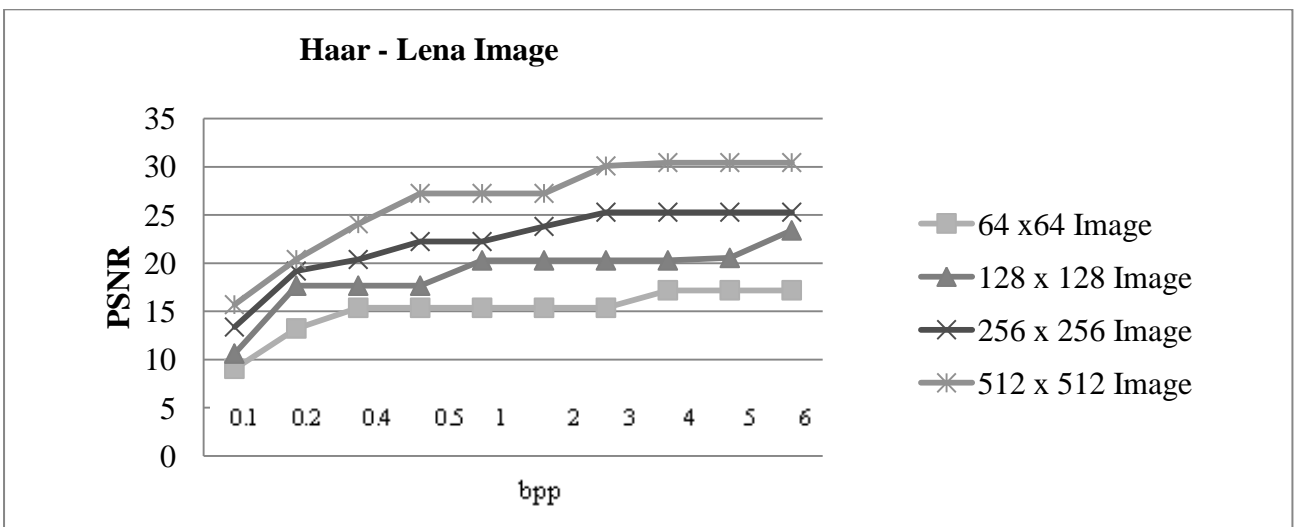 Haar - Lena Image
35
30
25
20
15
10
5
0
PSNR
0.1 0.2 0.4 0.5 1 2 3 4 5 6
bpp
64 x64 Image
128 x 128 Image
256 x 256 Image
512 x 512 Image